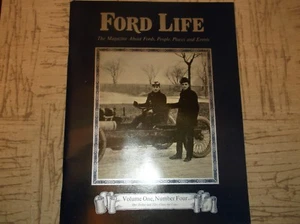 FORD LIFE
The Magazine About Fords, People, Places and Events
Volume One, Number Four